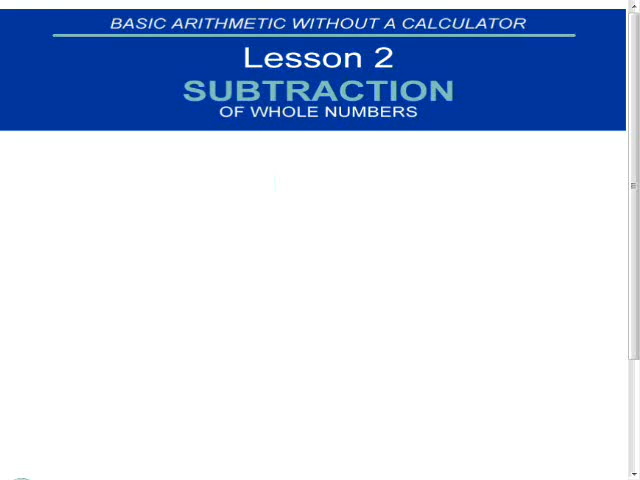 BASIC ARITHMETIC WITHOUT A CALCULATOR
Lesson 2
SUBTRACTION
OF WHOLE NUMBERS